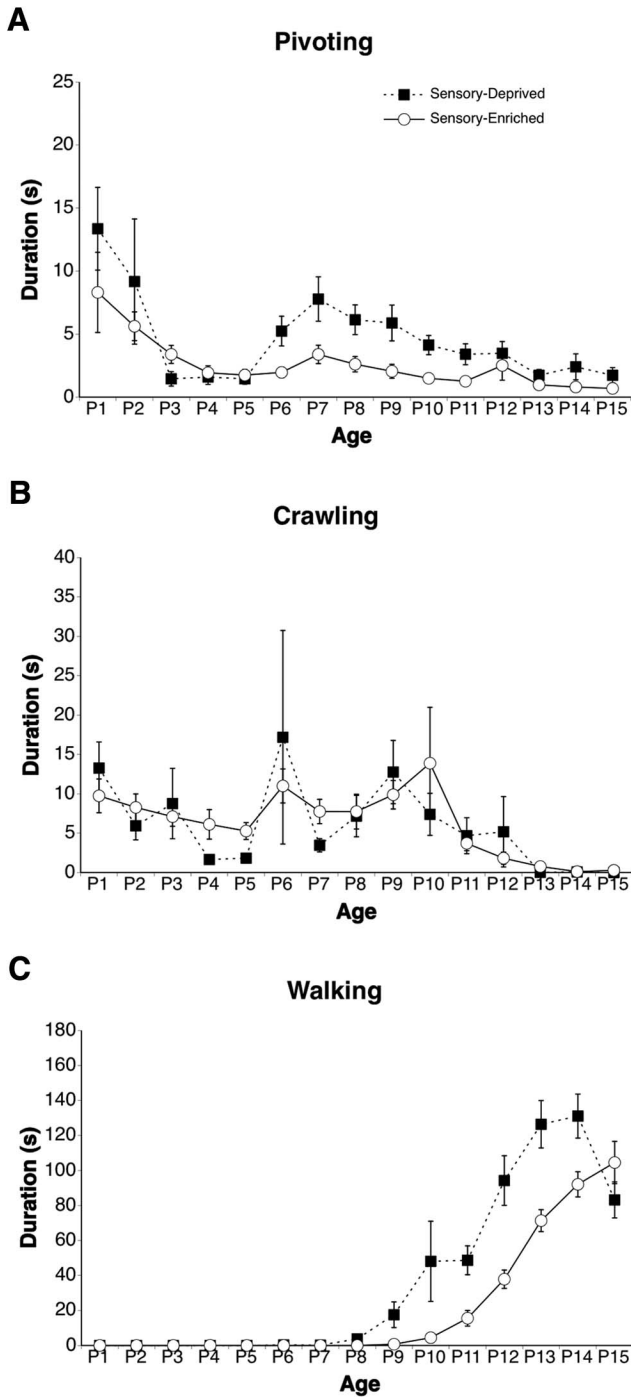 A
Pivoting
25
20
15
10
5
0
Duration (s)
Sensory-Deprived
Sensory-Enriched
P1 P2 P3 P4 P5 P6 P7 P8 P9 P10 P11 P12 P13 P14 P15
Age
B
Crawling
40
35
30
25
20
15
10
5
0
Duration (s)
P1 P2 P3 P4 P5 P6 P7 P8 P9 P10 P11 P12 P13 P14 P15
Age
C
Walking
180
160
140
120
100
80
60
40
20
0
Duration (s)
P1 P2 P3 P4 P5 P6 P7 P8 P9 P10 P11 P12 P13 P14 P15
Age